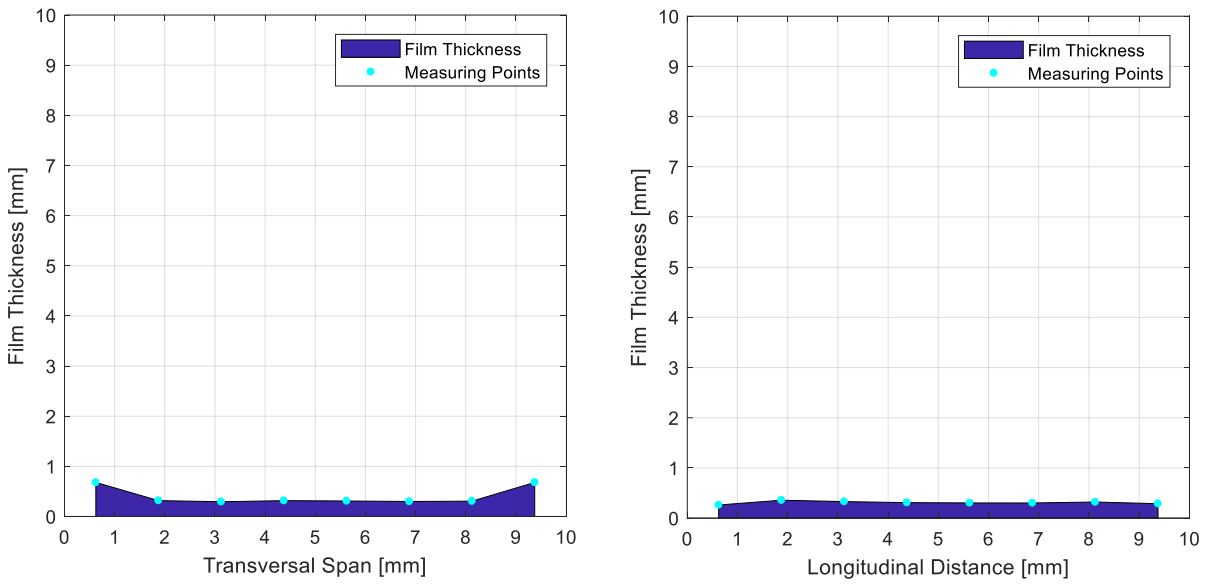 10
9
8
7
6
5
4
3
2
1
0
Film Thickness [mm]
0 1 2 3 4 5 6 7 8 9 10
Transversal Span [mm]
Film Thickness
Measuring Points
10
9
8
7
6
5
4
3
2
1
0
Film Thickness [mm]
0 1 2 3 4 5 6 7 8 9 10
Longitudinal Distance [mm]
Film Thickness
Measuring Points